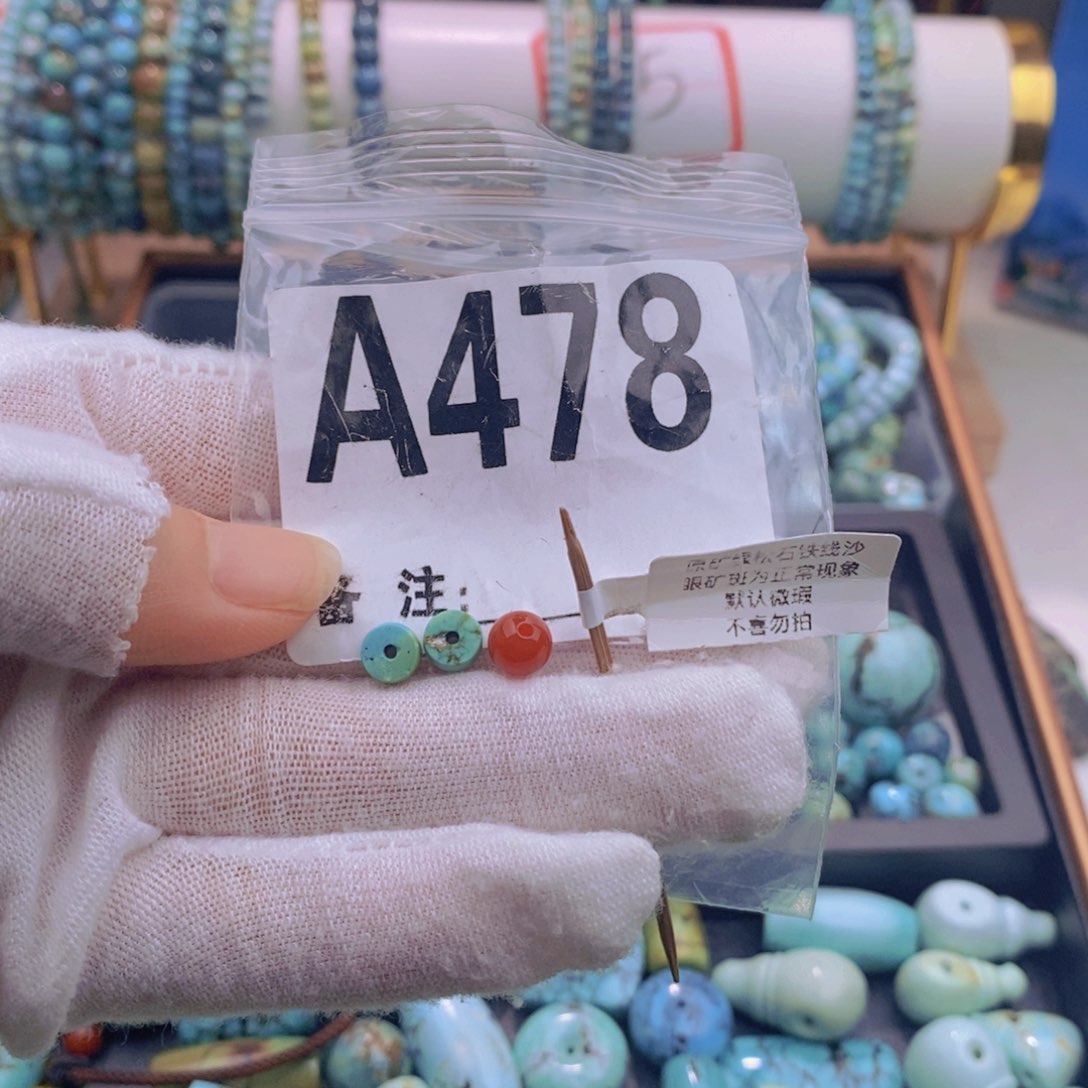 A478
备 注:
原矿绿松石铁线沙
眼矿斑为正常现象
默认微瑕
不喜勿拍